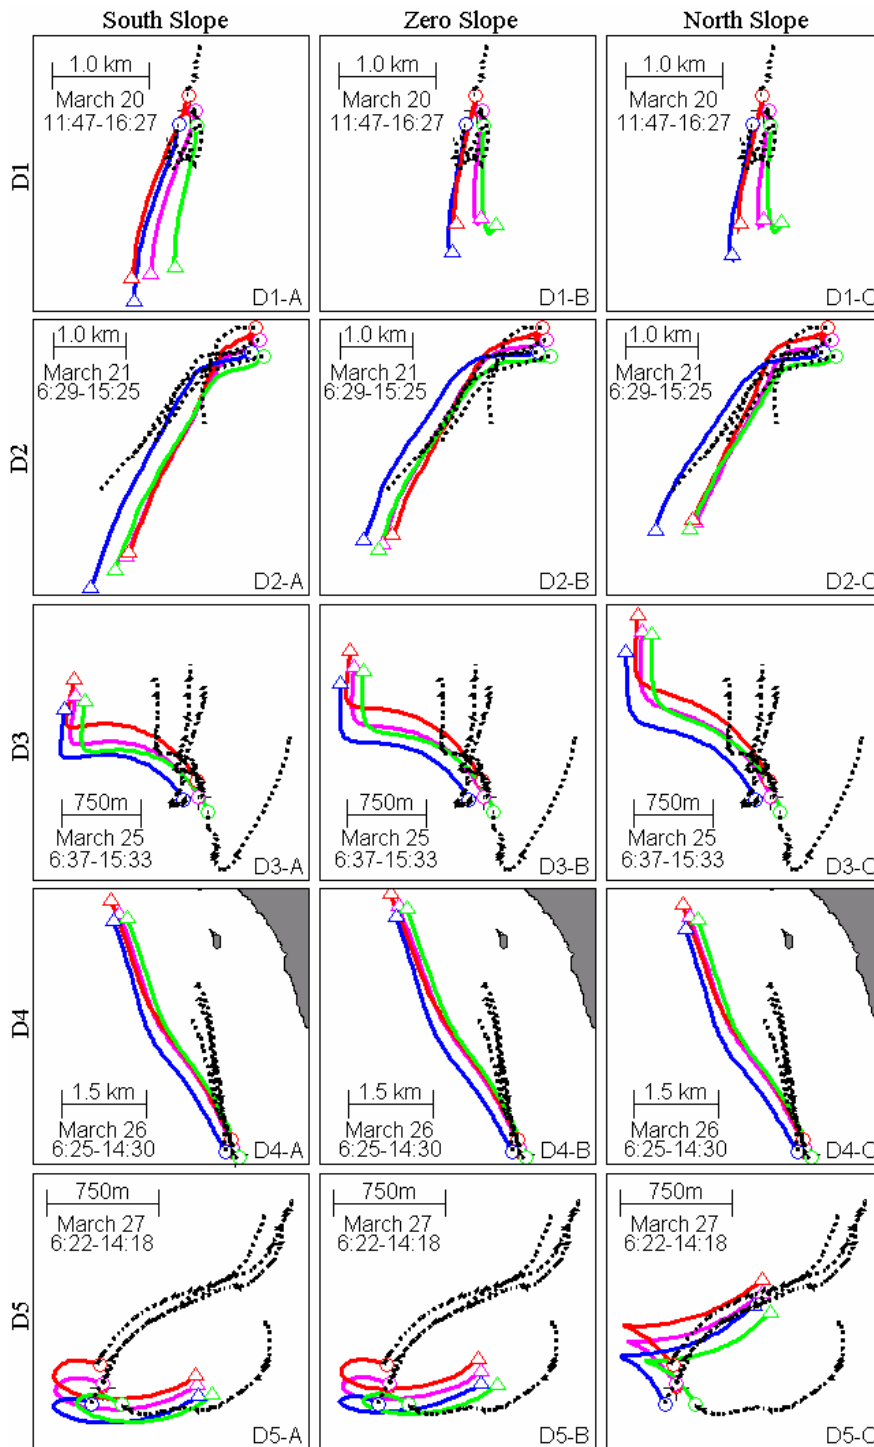 South Slope Zero Slope North Slope
D1
1.0 km 1.0 km 1.0 km
March 20 March 20 March 20
11:47-16:27 11:47-16:27 11:47-16:27
D1-A D1-B D1-C
D2
1.0 km 1.0 km 1.0 km
March 21 March 21 March 21
6:29-15:25 6:29-15:25 6:29-15:25
D2-A D2-B D2-C
D3
750m 750m 750m
March 25 March 25 March 25
6:37-15:33 6:37-15:33 6:37-15:33
D3-A D3-B D3-C
D4
1.5 km 1.5 km 1.5 km
March 26 March 26 March 26
6:25-14:30 6:25-14:30 6:25-14:30
D4-A D4-B D4-C
D5
750m 750m 750m
March 27 March 27 March 27
6:22-14:18 6:22-14:18 6:22-14:18
D5-A D5-B D5-C